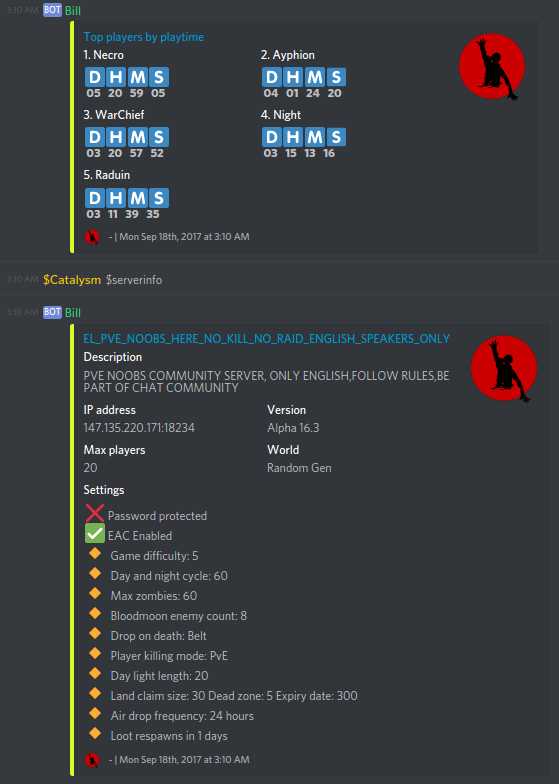 3:10 AM BOT Bill
Top players by playtime
1. Necro 2. Ayphion
D H M S D H M S
05 20 59 05 04 01 24 20
3. WarChief 4. Night
D H M S D H M S
03 20 57 52 03 15 13 16
5. Raduin
D H M S
03 11 39 35
- | Mon Sep 18th, 2017 at 3:10 AM
3:10 AM $Catalysm $serverinfo
3:10 AM BOT Bill
EL_PVE_NOOBS_HERE_NO_KILL_NO_RAID_ENGLISH_SPEAKERS_ONLY
Description
PVE NOOBS COMMUNITY SERVER, ONLY ENGLISH,FOLLOW RULES,BE
PART OF CHAT COMMUNITY
IP address Version
147.135.220.171:18234 Alpha 16.3
Max players World
20 Random Gen
Settings
Password protected
EAC Enabled
Game difficulty: 5
Day and night cycle: 60
Max zombies: 60
Bloodmoon enemy count: 8
Drop on death: Belt
Player killing mode: PvE
Day light length: 20
Land claim size: 30 Dead zone: 5 Expiry date: 300
Air drop frequency: 24 hours
Loot respawns in 1 days
- | Mon Sep 18th, 2017 at 3:10 AM